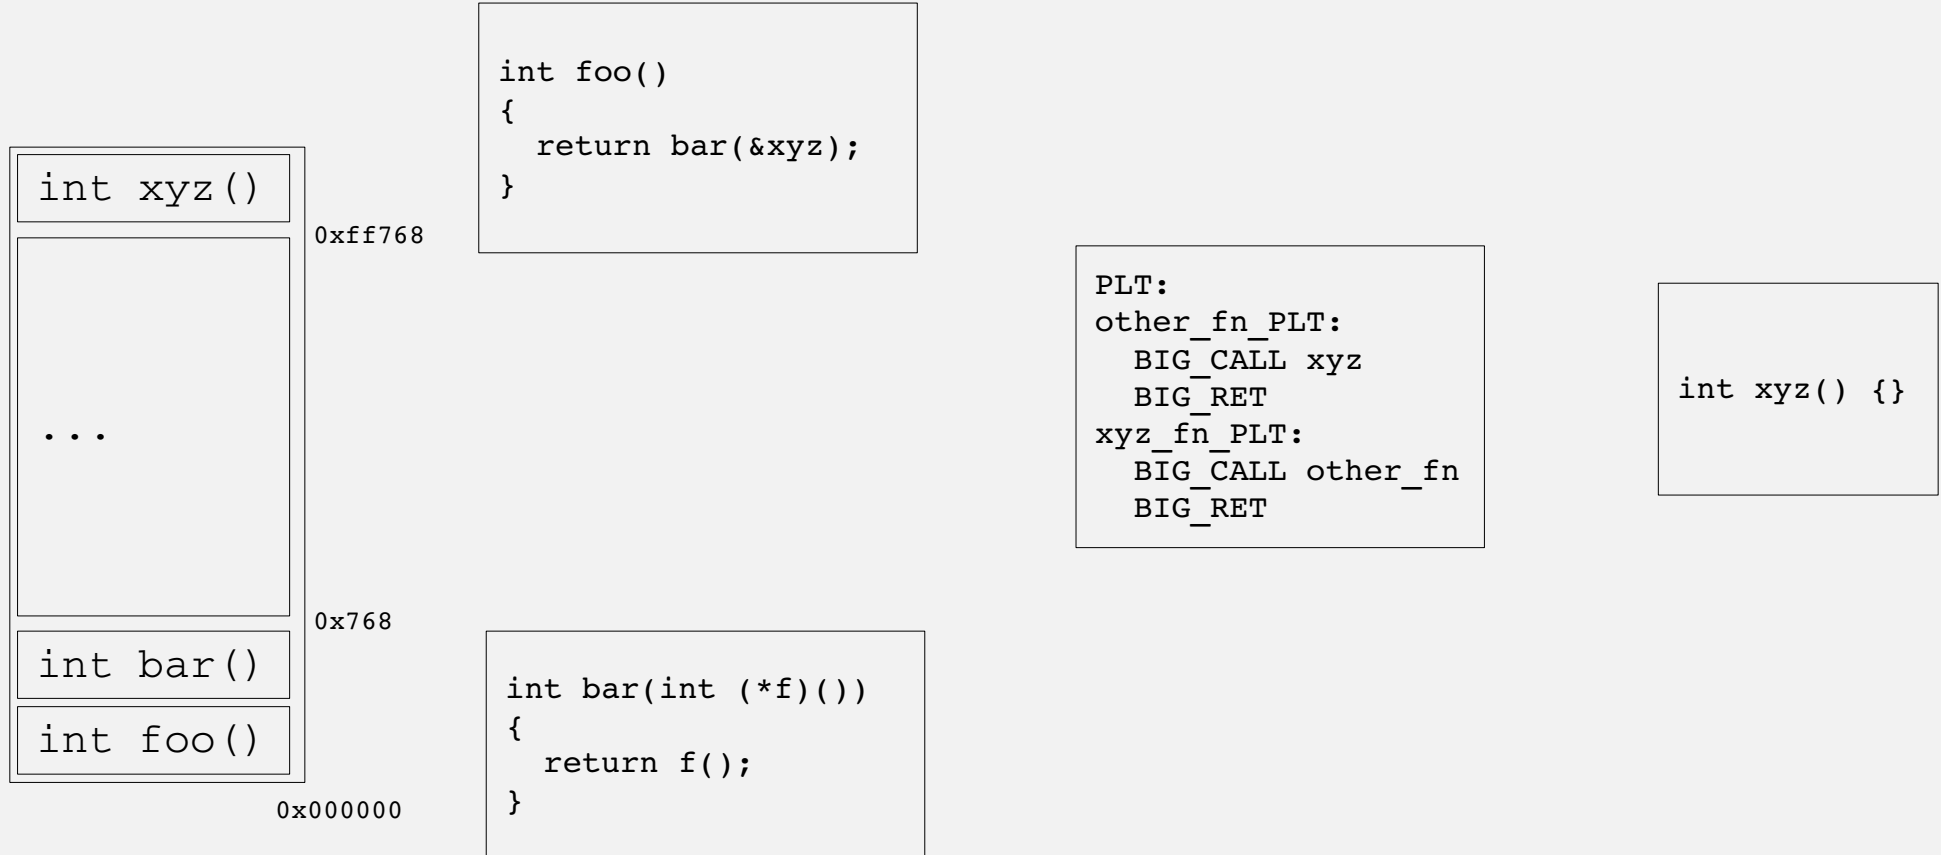 int xyz()
0xff768
...
0x768
int bar()
int foo()
0x000000
int foo()
{
  return bar(&xyz);
}
int bar(int (*f)())
{
  return f();
}
PLT:
other_fn_PLT:
  BIG_CALL xyz
  BIG_RET
xyz_fn_PLT:
  BIG_CALL other_fn
  BIG_RET
int xyz() {}